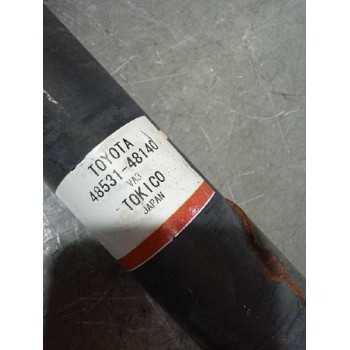 TOYOTA
48531-48140
VA3
TOKICO
JAPAN